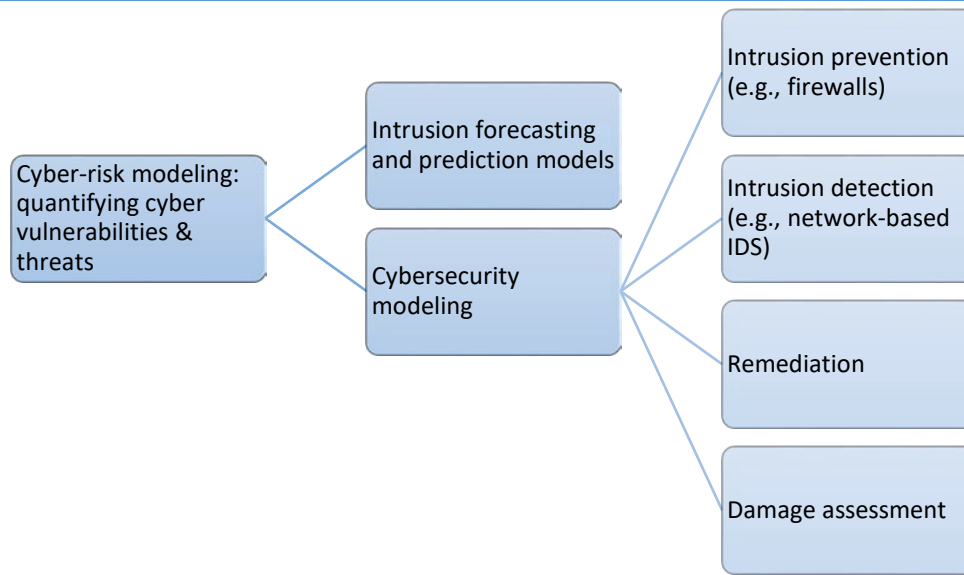 Cyber-risk modeling:
quantifying cyber
vulnerabilities &
threats
Intrusion forecasting
and prediction models
Cybersecurity
modeling
Intrusion prevention
(e.g., firewalls)
Intrusion detection
(e.g., network-based
IDS)
Remediation
Damage assessment